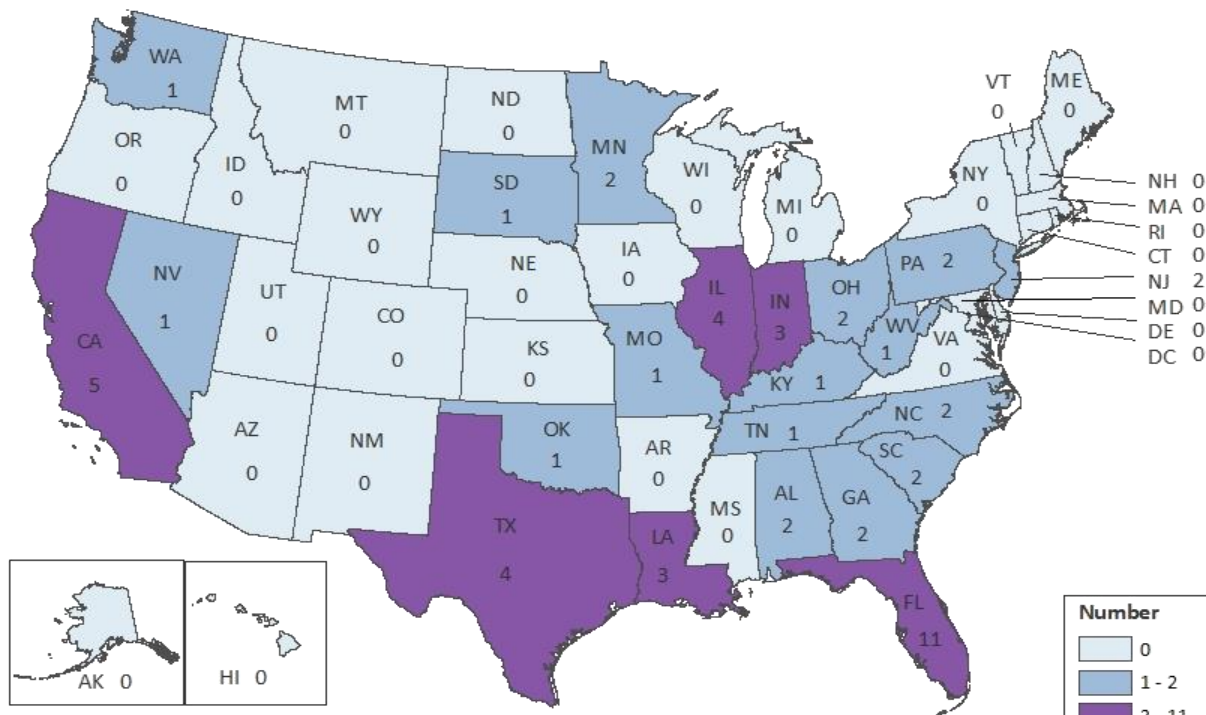 WA
1
MT
0
ND
0
VT
0
ME
0
OR
0
ID
0
MN
2
WI
0
NY
0
NH 0
MA 0
RI 0
CT 0
NJ 2
MD 0
DE 0
DC 0
SD
1
WY
0
MI
0
IA
0
NE
0
PA 2
NV
1
UT
0
CO
0
IL
4
IN
3
OH
2
WV
1
VA
0
CA
5
KS
0
MO
1
KY 1
AZ
0
NM
0
OK
1
AR
0
TN 1
NC 2
SC
2
MS
0
AL
2
GA
2
TX
4
LA
3
FL
11
AK 0
HI 0
Number
0
1 - 2
3 - 11